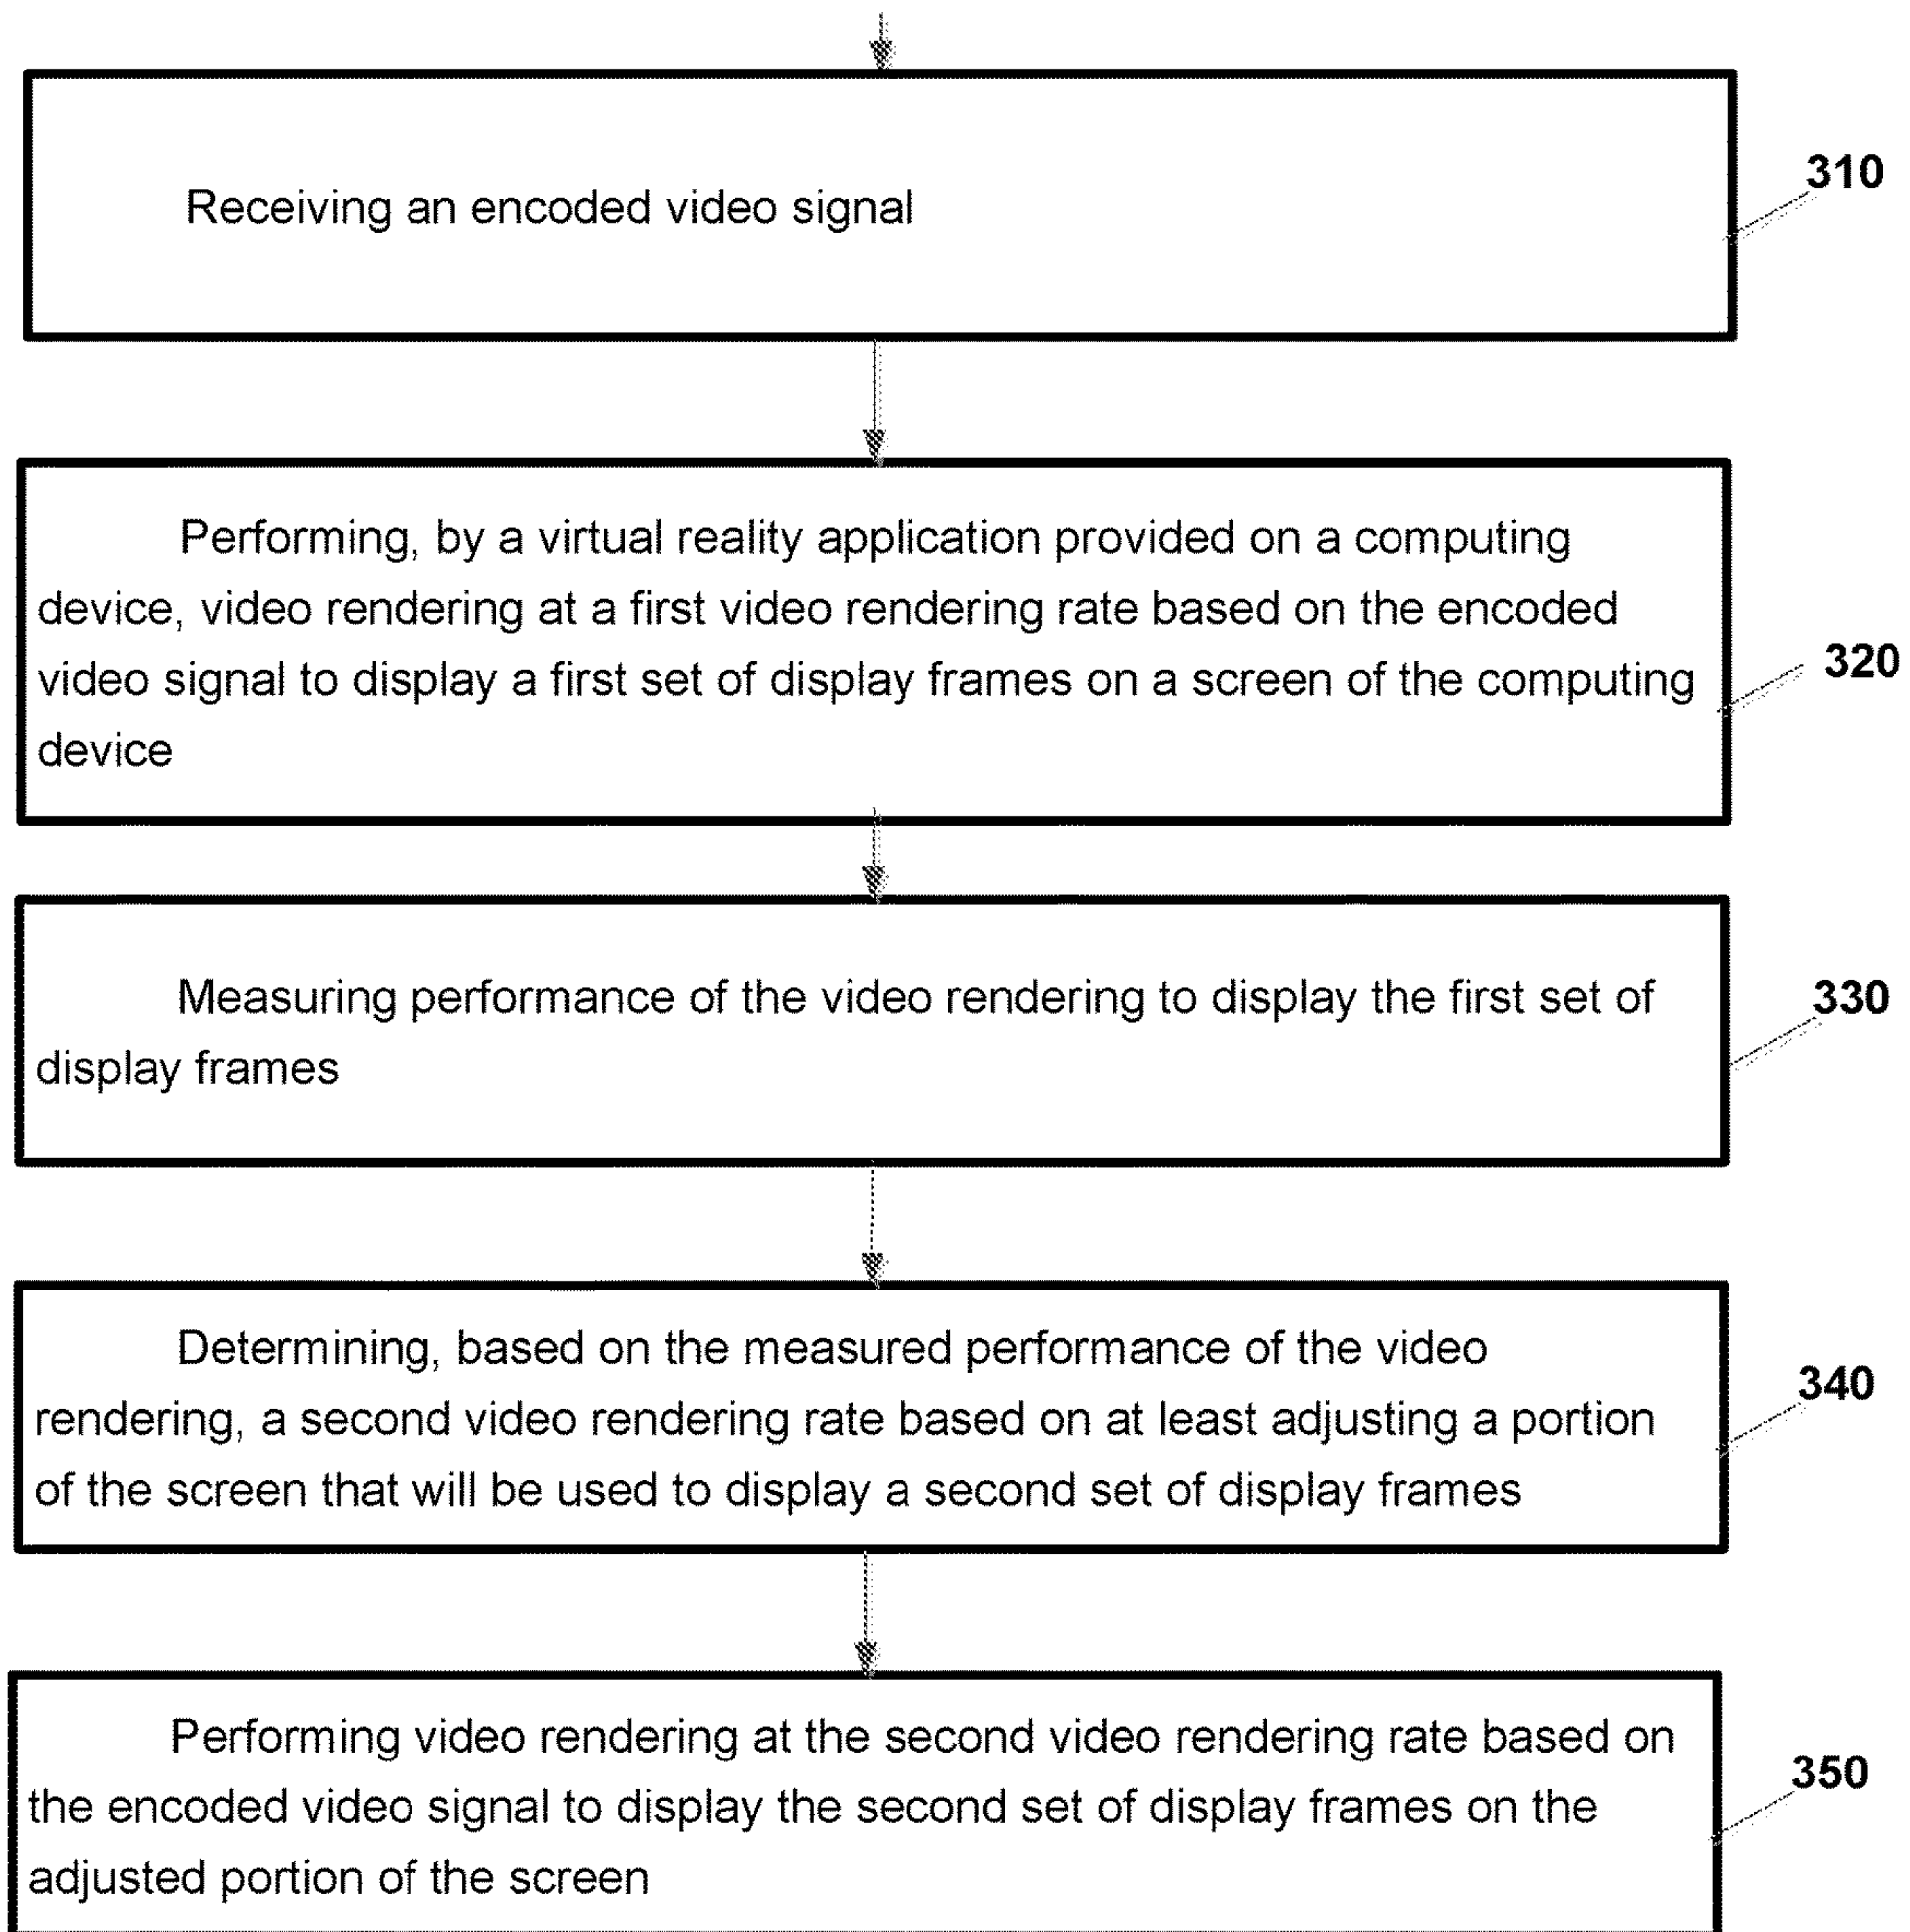 Receiving an encoded video signal
310
Performing, by a virtual reality application provided on a computing
device, video rendering at a first video rendering rate based on the encoded
video signal to display a first set of display frames on a screen of the computing
device
320
Measuring performance of the video rendering to display the first set of
display frames
330
Determining, based on the measured performance of the video
rendering, a second video rendering rate based on at least adjusting a portion
of the screen that will be used to display a second set of display frames
340
Performing video rendering at the second video rendering rate based on
the encoded video signal to display the second set of display frames on the
adjusted portion of the screen
350